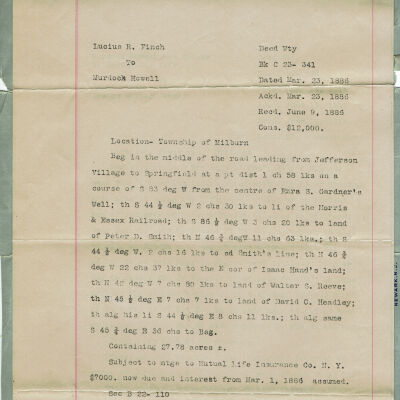 Lucius R. Finch Deed Wty
To Bk C 23- 341
Murdock Howell Dated Mar. 23, 1886
Ackd. Mar. 23, 1886
Recd. June 9, 1886
Cons. $12,000.
Location- Township of Milburn
Beg in the middle of the road leading from Jefferson
Village to Springfield at a pt dist 1 ch 58 lks on a
course of S 83 deg W from the centre of Ezra S. Gardner's
Well; th S 44 ½ deg W 2 chs 30 lks to li of the Morris
& Essex Railroad; th S 86 ½ deg W 3 chs 20 lks to land
of Peter D. Smith; th N 46 ¾ degW 11 chs 63 lks.; th S
44 ½ deg W. 2 chs 16 lks to sd Smith's line; th N 46 ¾
deg W 22 chs 37 lks to the E cor of Isaac Hand's land;
th N 42 deg W 7 chs 80 lks to land of Walter S. Reeve;
th N 45 ½ deg E 7 chs 7 lks to land of David C. Headley;
th alg his li S 44 ½ deg E 8 chs 11 lks.; th alg same
S 45 ¾ deg E 36 chs to Beg.
Containing 27.78 acres
Subject to mtge to Mutual Life Insurance Co. N. Y.
$7000. now due and interest from Mar. 1, 1886 assumed.
See B 22- 110
NEWARK, N. J.